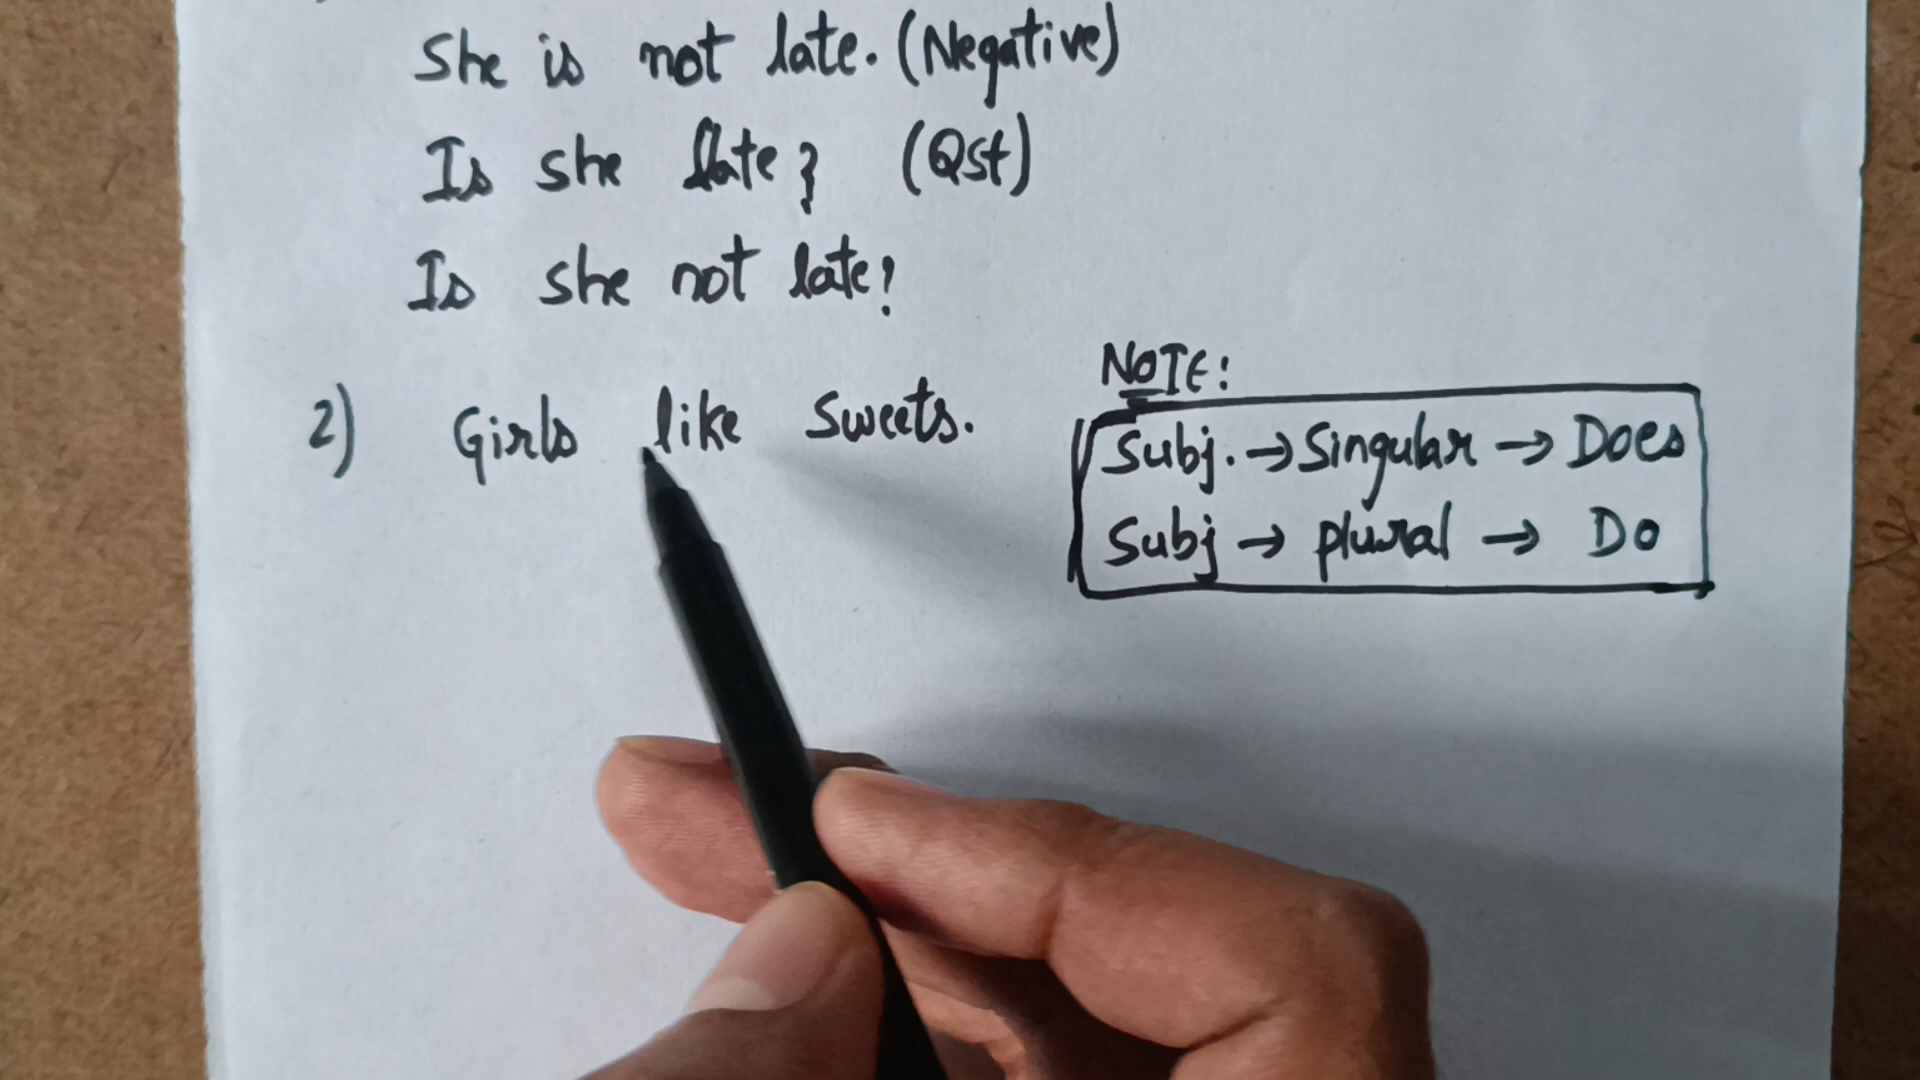 She is not late. (Negative)
Is she late? (Qst)
Is she not late?
2) Girls like Sweets.
NOTE:
Subj. → Singular → Does
Subj → plural → Do